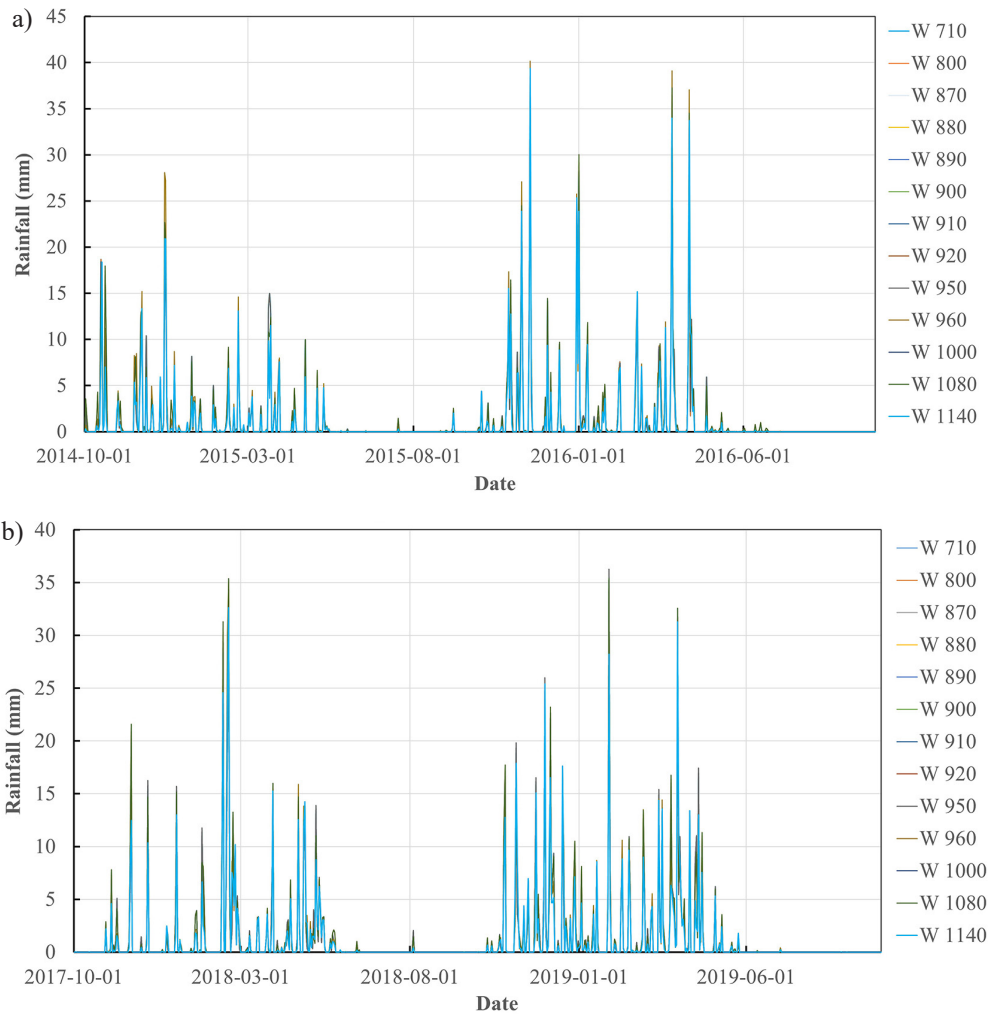 a)
45
40
35
30
25
20
15
10
5
0
Rainfall (mm)
2014-10-01 2015-03-01 2015-08-01 2016-01-01 2016-06-01
Date
W 710
W 800
W 870
W 880
W 890
W 900
W 910
W 920
W 950
W 960
W 1000
W 1080
W 1140
b)
40
35
30
25
20
15
10
5
0
Rainfall (mm)
2017-10-01 2018-03-01 2018-08-01 2019-01-01 2019-06-01
Date
W 710
W 800
W 870
W 880
W 890
W 900
W 910
W 920
W 950
W 960
W 1000
W 1080
W 1140